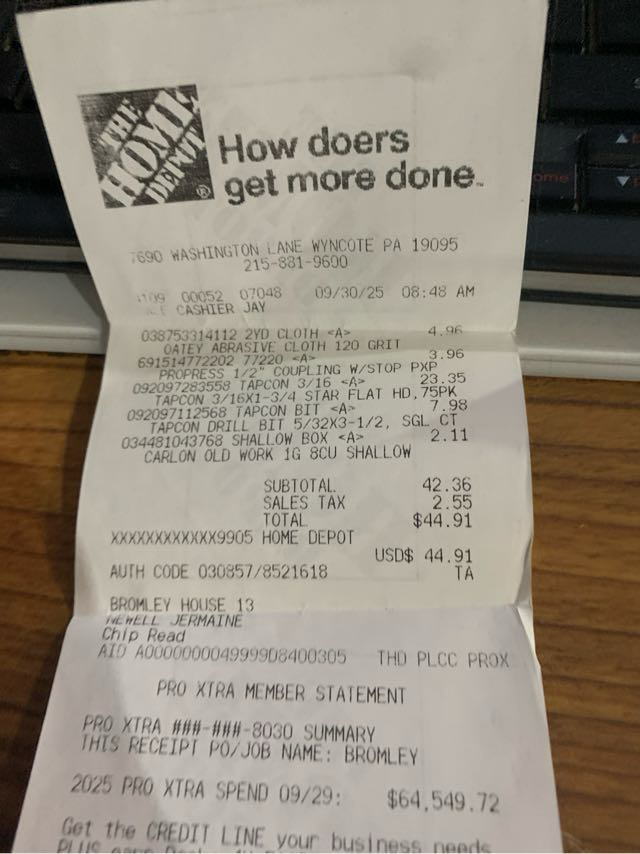 THE
HOME
DEPOT
®
How doers
get more done™
7690 WASHINGTON LANE WYNCOTE PA 19095
215-881-9600
4109 00052 07048 09/30/25 08:48 AM
CASHIER JAY
038753314112 2YD CLOTH <A> 4.96
OATEY ABRASIVE CLOTH 120 GRIT
691514772202 77220 <A> 3.96
PROPRESS 1/2" COUPLING W/STOP PXP
092097283558 TAPCON 3/16 <A> 23.35
TAPCON 3/16X1-3/4 STAR FLAT HD,75PK
092097112568 TAPCON BIT <A> 7.98
TAPCON DRILL BIT 5/32X3-1/2, SGL CT
034481043768 SHALLOW BOX <A> 2.11
CARLON OLD WORK 1G 8CU SHALLOW
SUBTOTAL 42.36
SALES TAX 2.55
TOTAL $44.91
XXXXXXXXXXXX9905 HOME DEPOT
USD$ 44.91
AUTH CODE 030857/8521618 TA
BROMLEY HOUSE 13
NEWELL JERMAINE
Chip Read
AID A0000000049999D8400305 THD PLCC PROX
PRO XTRA MEMBER STATEMENT
PRO XTRA ###-###-8030 SUMMARY
THIS RECEIPT PO/JOB NAME: BROMLEY
2025 PRO XTRA SPEND 09/29: $64,549.72
Get the CREDIT LINE your business needs
PLUS earn